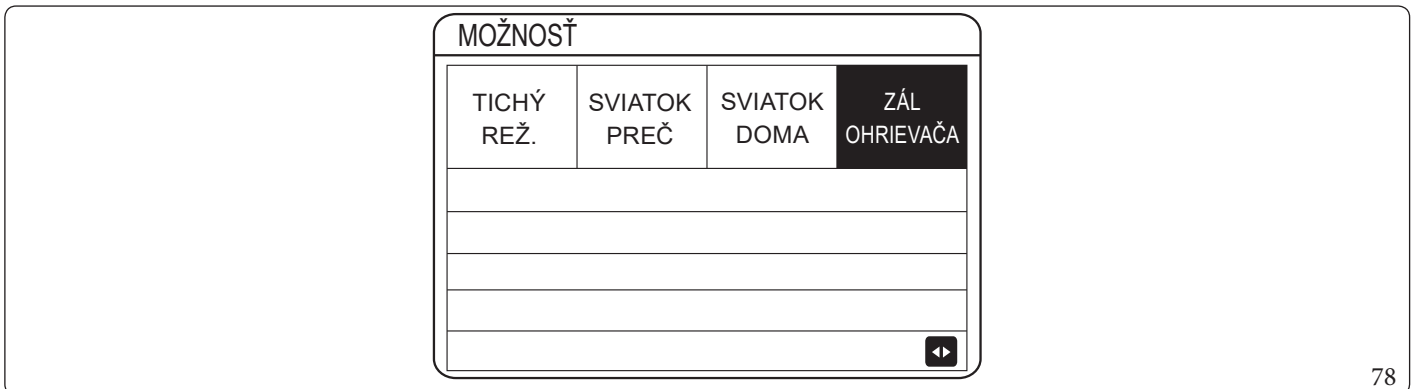 MOŽNOSŤ
TICHÝ REŽ.
SVIATOK PREČ
SVIATOK DOMA
ZÁL OHRIEVAČA
78